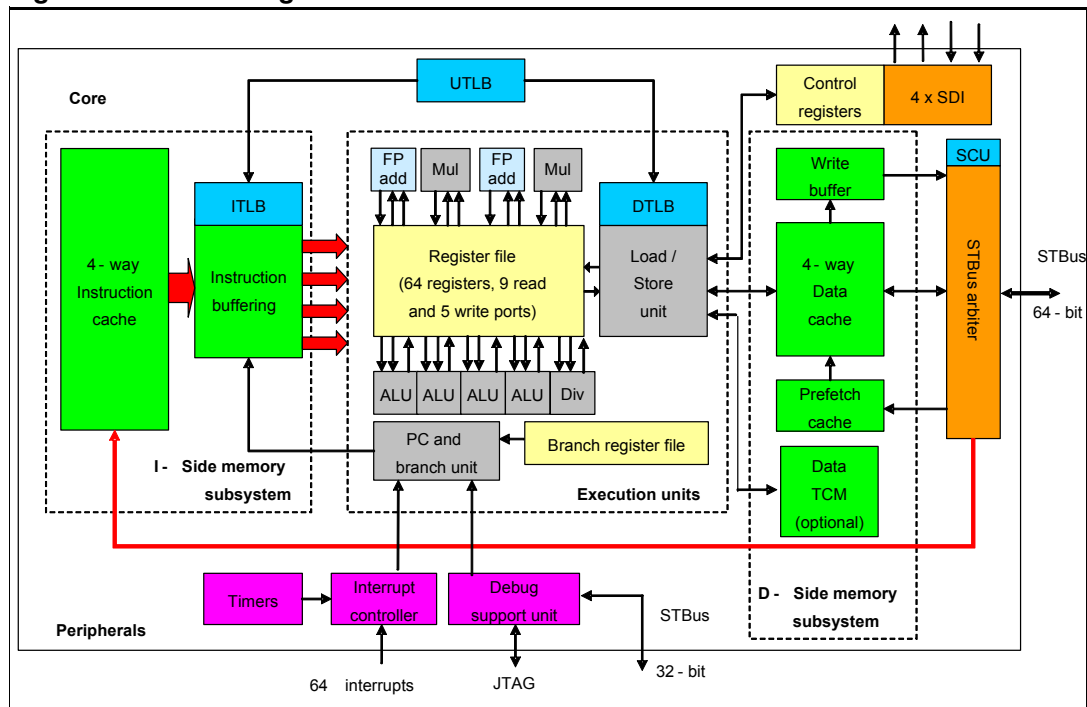 Core
UTLB
Control
registers
4 x SDI
4 - way
Instruction
cache
ITLB
Instruction
buffering
I - Side memory
subsystem
FP
add
Mul
FP
add
Mul
Register file
(64 registers, 9 read
and 5 write ports)
ALU
ALU
ALU
ALU
Div
DTLB
Load /
Store
unit
PC and
branch unit
Branch register file
Execution units
Write
buffer
4 - way
Data
cache
Prefetch
cache
Data
TCM
(optional)
D - Side memory
subsystem
SCU
STBus arbiter
STBus
64 - bit
Timers
Interrupt
controller
Debug
support unit
STBus
Peripherals
64 interrupts
JTAG
32 - bit